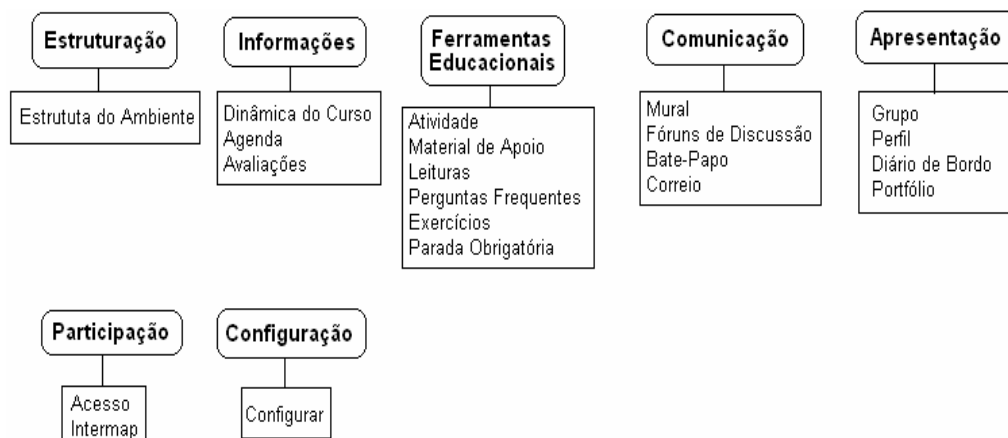 Estruturação
Estrututa do Ambiente
Informações
Dinâmica do Curso
Agenda
Avaliações
Ferramentas
Educacionais
Atividade
Material de Apoio
Leituras
Perguntas Frequentes
Exercícios
Parada Obrigatória
Comunicação
Mural
Fóruns de Discussão
Bate-Papo
Correio
Apresentação
Grupo
Perfil
Diário de Bordo
Portfólio
Participação
Acesso
Intermap
Configuração
Configurar